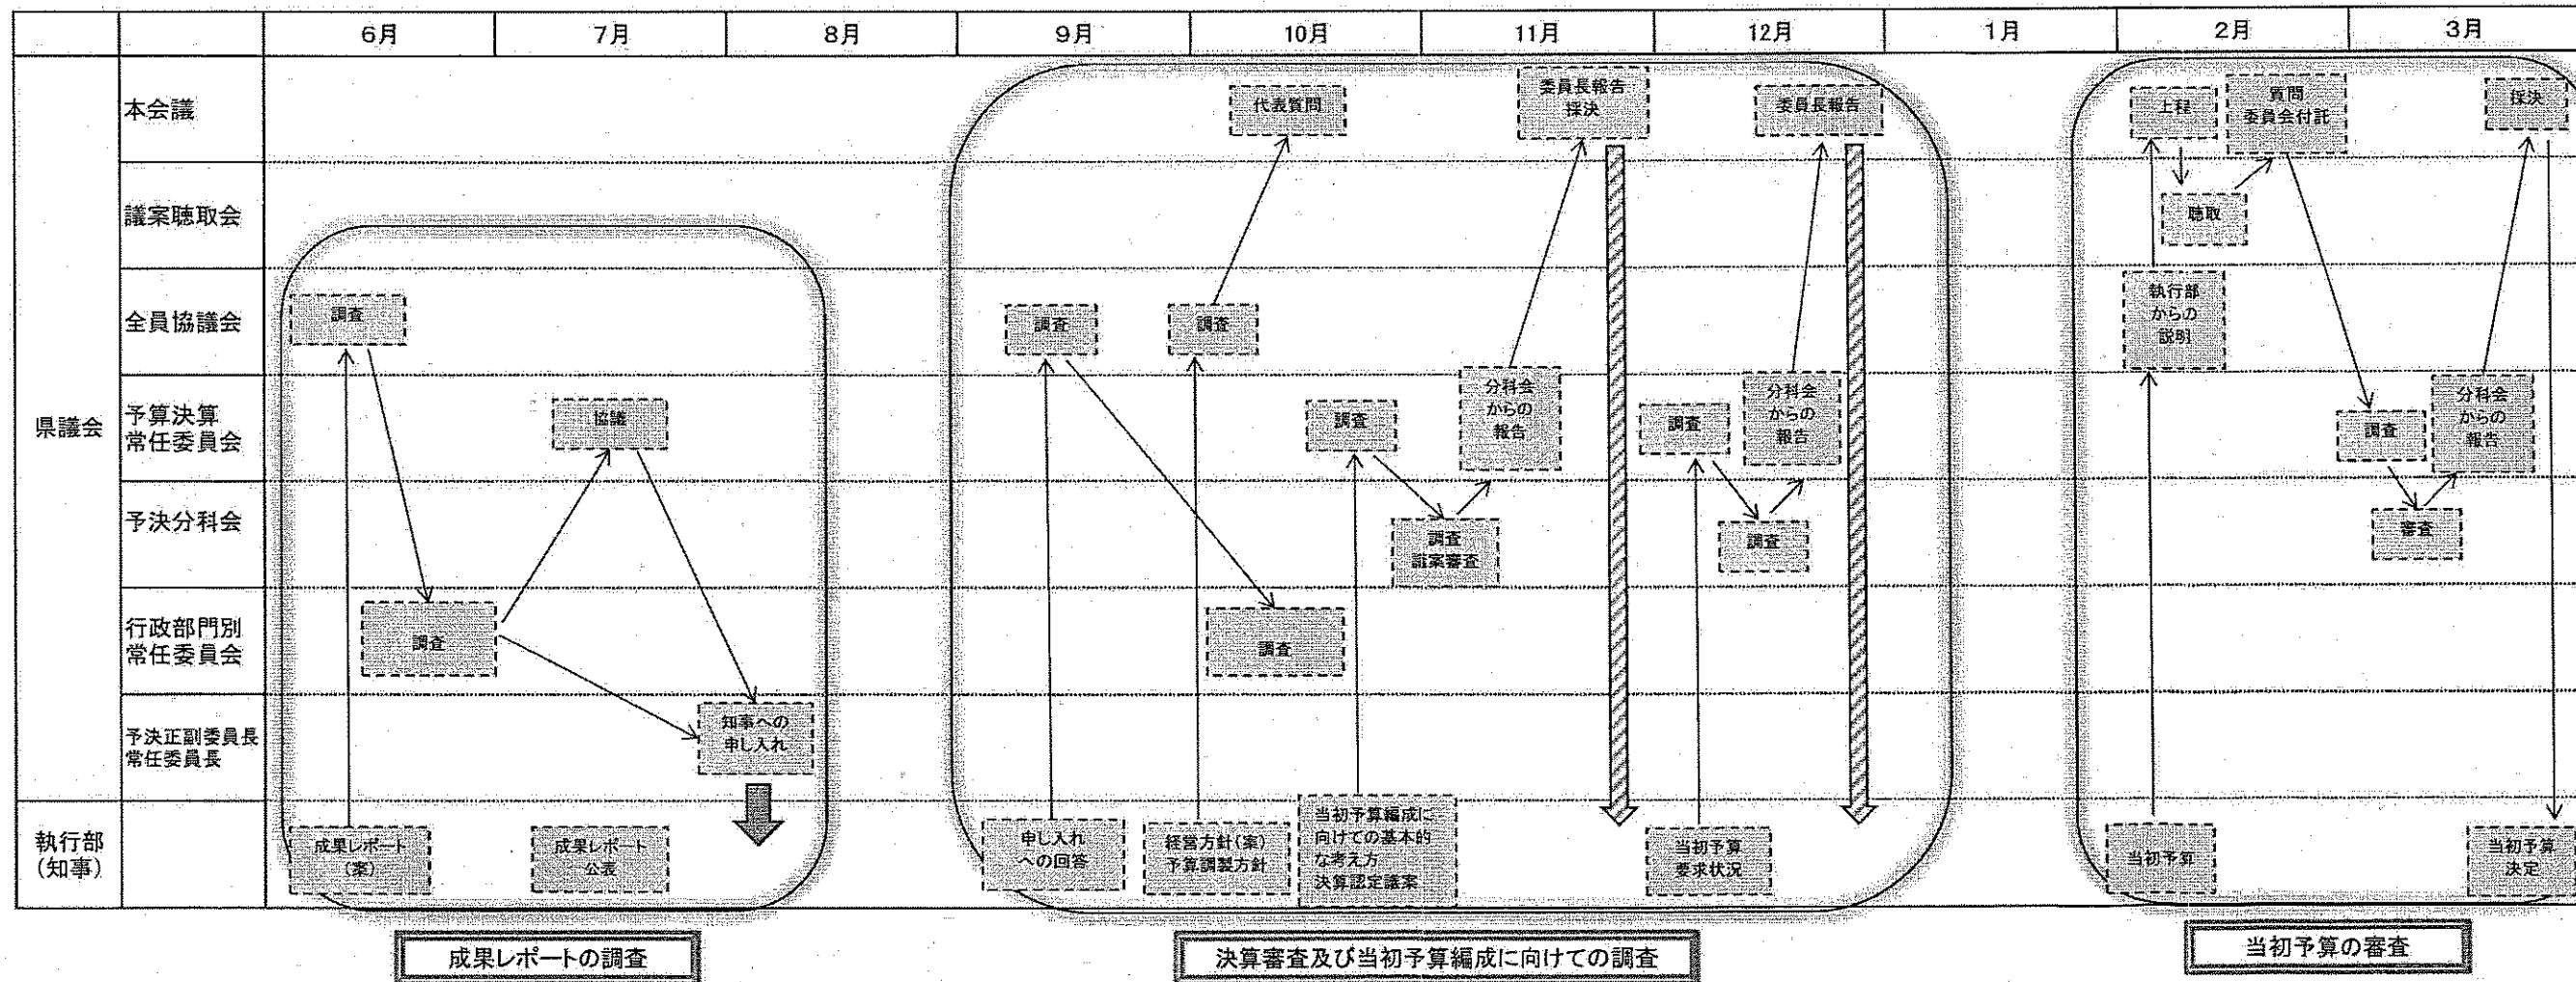 6月
7月
8月
9月
10月
11月
12月
1月
2月
3月
県議会
本会議
代表質問
委員長報告
採決
委員長報告
上程
質問
委員会付託
採決
議案聴取会
聴取
全員協議会
調査
調査
調査
執行部
からの
説明
予算決算
常任委員会
協議
調査
分科会
からの
報告
調査
分科会
からの
報告
調査
分科会
からの
報告
予決分科会
調査
議案審査
調査
審査
行政部門別
常任委員会
調査
調査
予決正副委員長
常任委員長
知事への
申し入れ
執行部
(知事)
成果レポート
(案)
成果レポート
公表
申し入れ
への回答
経営方針(案)
予算調製方針
当初予算編成に
向けての基本的
な考え方
決算認定議案
当初予算
要求状況
当初予算
当初予算
決定
成果レポートの調査
決算審査及び当初予算編成に向けての調査
当初予算の審査